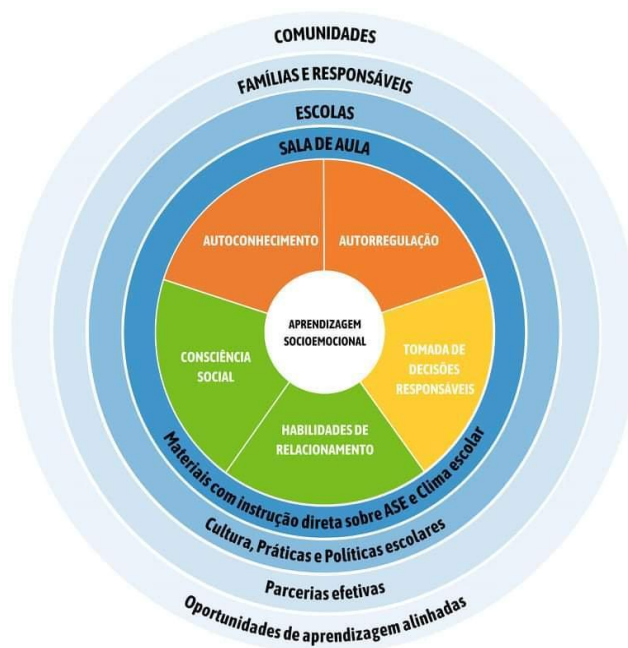 COMUNIDADES
FAMÍLIAS E RESPONSÁVEIS
ESCOLAS
SALA DE AULA
AUTOCONHECIMENTO
AUTORREGULAÇÃO
APRENDIZAGEM
SOCIOEMOCIONAL
CONSCIÊNCIA
SOCIAL
TOMADA DE
DECISÕES
RESPONSÁVEIS
HABILIDADES DE
RELACIONAMENTO
Materiais com instrução direta sobre ASE e Clima escolar
Cultura, Práticas e Políticas escolares
Parcerias efetivas
Oportunidades de aprendizagem alinhadas